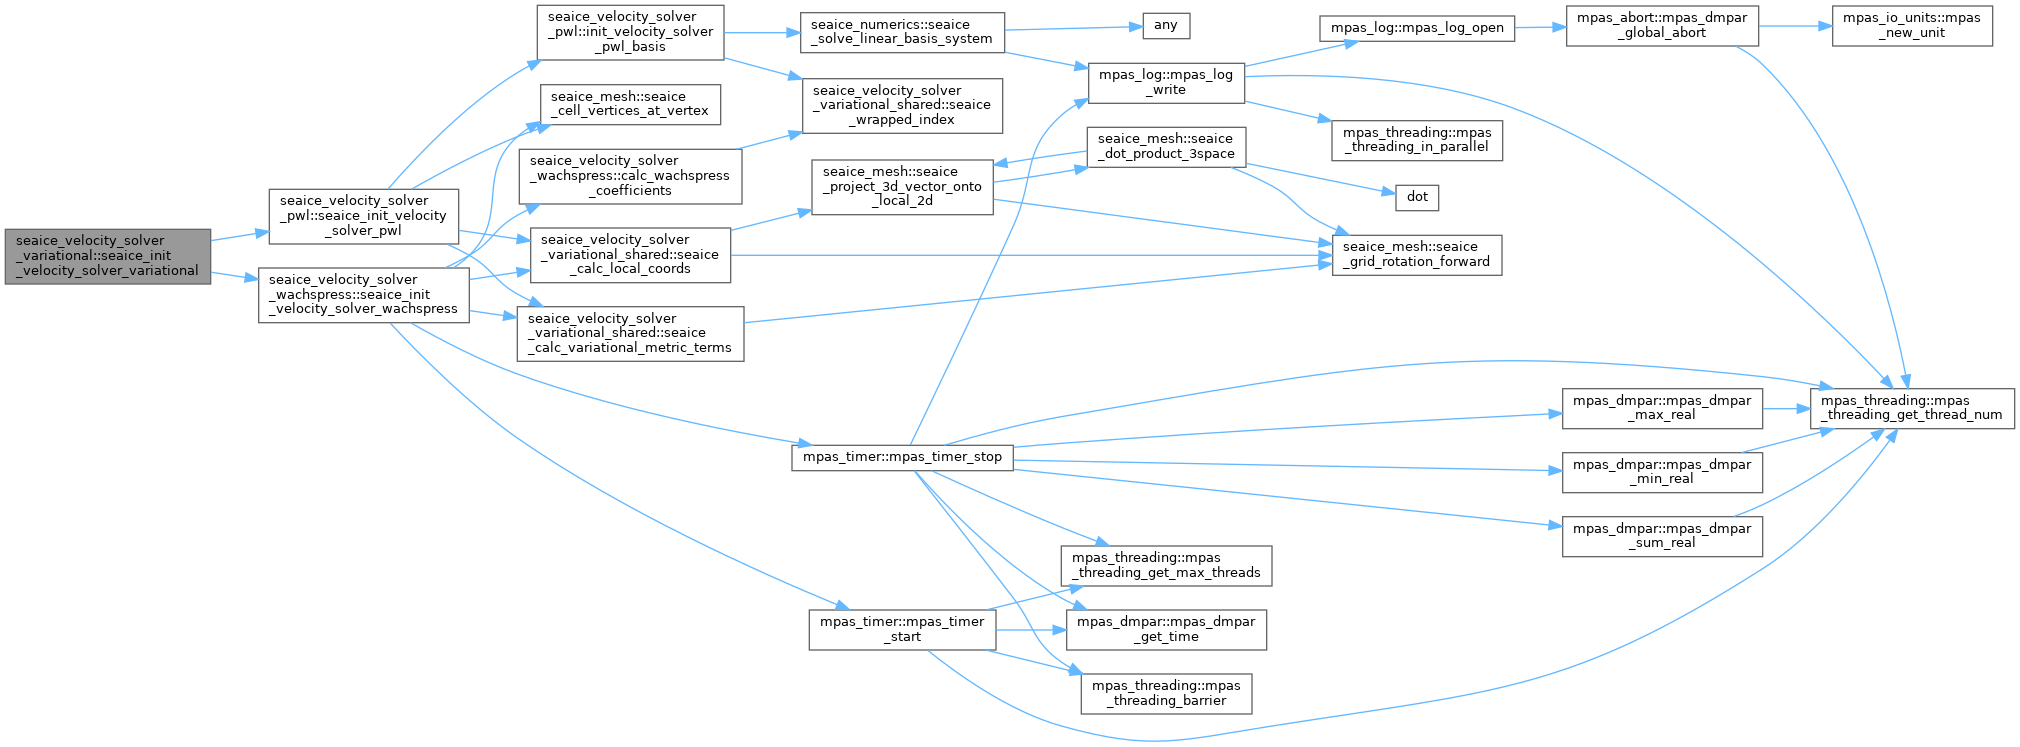 seaice_velocity_solver
_variational::seaice_init
_velocity_solver_variational
seaice_velocity_solver
_pwl::seaice_init_velocity
_solver_pwl
seaice_velocity_solver
_wachspress::seaice_init
_velocity_solver_wachspress
seaice_velocity_solver
_pwl::init_velocity_solver
_pwl_basis
seaice_mesh::seaice
_cell_vertices_at_vertex
seaice_velocity_solver
_wachspress::calc_wachspress
_coefficients
seaice_velocity_solver
_variational_shared::seaice
_calc_local_coords
seaice_velocity_solver
_variational_shared::seaice
_calc_variational_metric_terms
seaice_numerics::seaice
_solve_linear_basis_system
seaice_velocity_solver
_variational_shared::seaice
_wrapped_index
seaice_mesh::seaice
_project_3d_vector_onto
_local_2d
mpas_timer::mpas_timer_stop
mpas_timer::mpas_timer
_start
any
mpas_log::mpas_log
_write
seaice_mesh::seaice
_dot_product_3space
mpas_threading::mpas
_threading_get_max_threads
mpas_dmpar::mpas_dmpar
_get_time
mpas_threading::mpas
_threading_barrier
mpas_log::mpas_log_open
mpas_threading::mpas
_threading_in_parallel
dot
seaice_mesh::seaice
_grid_rotation_forward
mpas_abort::mpas_dmpar
_global_abort
mpas_dmpar::mpas_dmpar
_max_real
mpas_dmpar::mpas_dmpar
_min_real
mpas_dmpar::mpas_dmpar
_sum_real
mpas_io_units::mpas
_new_unit
mpas_threading::mpas
_threading_get_thread_num